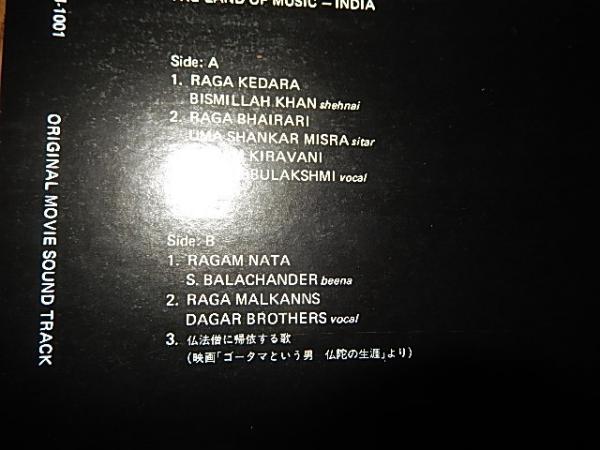 THE LAND OF MUSIC – INDIA
Side: A
1. RAGA KEDARA
BISMILLAH KHAN shehnai
2. RAGA BHAIRARI
UMA SHANKAR MISRA sitar
KIRAVANI
vocal
Side: B
1. RAGAM NATA
S. BALACHANDER beena
2. RAGA MALKANNS
DAGAR BROTHERS vocal
3. 仏法僧に帰依する歌
(映画「ゴータマという男 仏陀の生涯」より)
-1001
ORIGINAL MOVIE SOUND TRACK